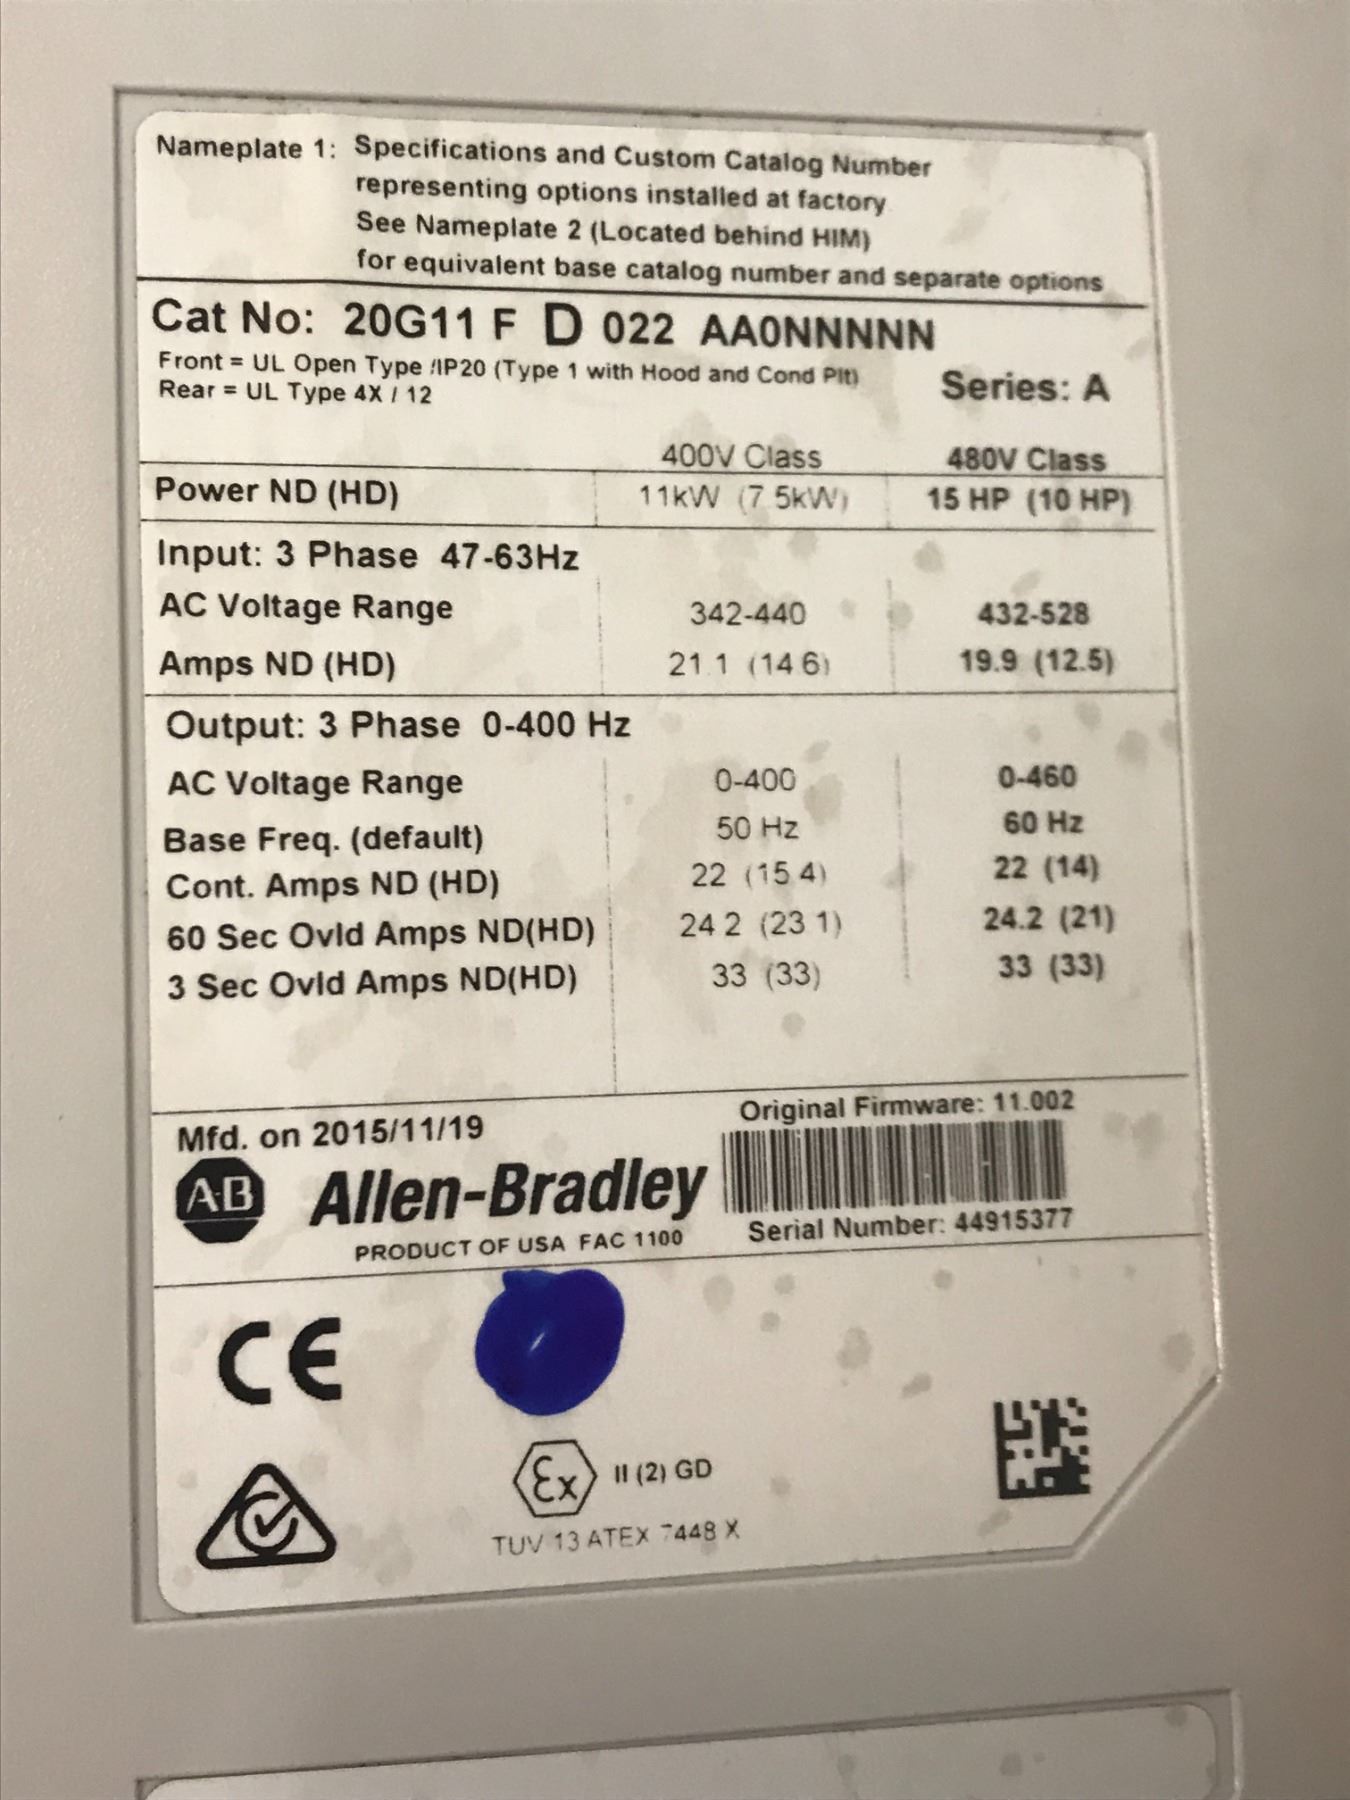 Nameplate 1: Specifications and Custom Catalog Number
representing options installed at factory
See Nameplate 2 (Located behind HIM)
for equivalent base catalog number and separate options
Cat No: 20G11 F D 022 AA0NNNNN
Front = UL Open Type /IP20 (Type 1 with Hood and Cond Plt)
Rear = UL Type 4X / 12
Series: A
400V Class 480V Class
Power ND (HD) 11kW (7.5kW) 15 HP (10 HP)
Input: 3 Phase 47-63Hz
AC Voltage Range 342-440 432-528
Amps ND (HD) 21.1 (14.6) 19.9 (12.5)
Output: 3 Phase 0-400 Hz
AC Voltage Range 0-400 0-460
Base Freq. (default) 50 Hz 60 Hz
Cont. Amps ND (HD) 22 (15.4) 22 (14)
60 Sec Ovld Amps ND(HD) 24.2 (23.1) 24.2 (21)
3 Sec Ovld Amps ND(HD) 33 (33) 33 (33)
Mfd. on 2015/11/19
Original Firmware: 11.002
A-B Allen-Bradley
PRODUCT OF USA FAC 1100
Serial Number: 44915377
CE
Ex II (2) GD
TUV 13 ATEX 7448 X